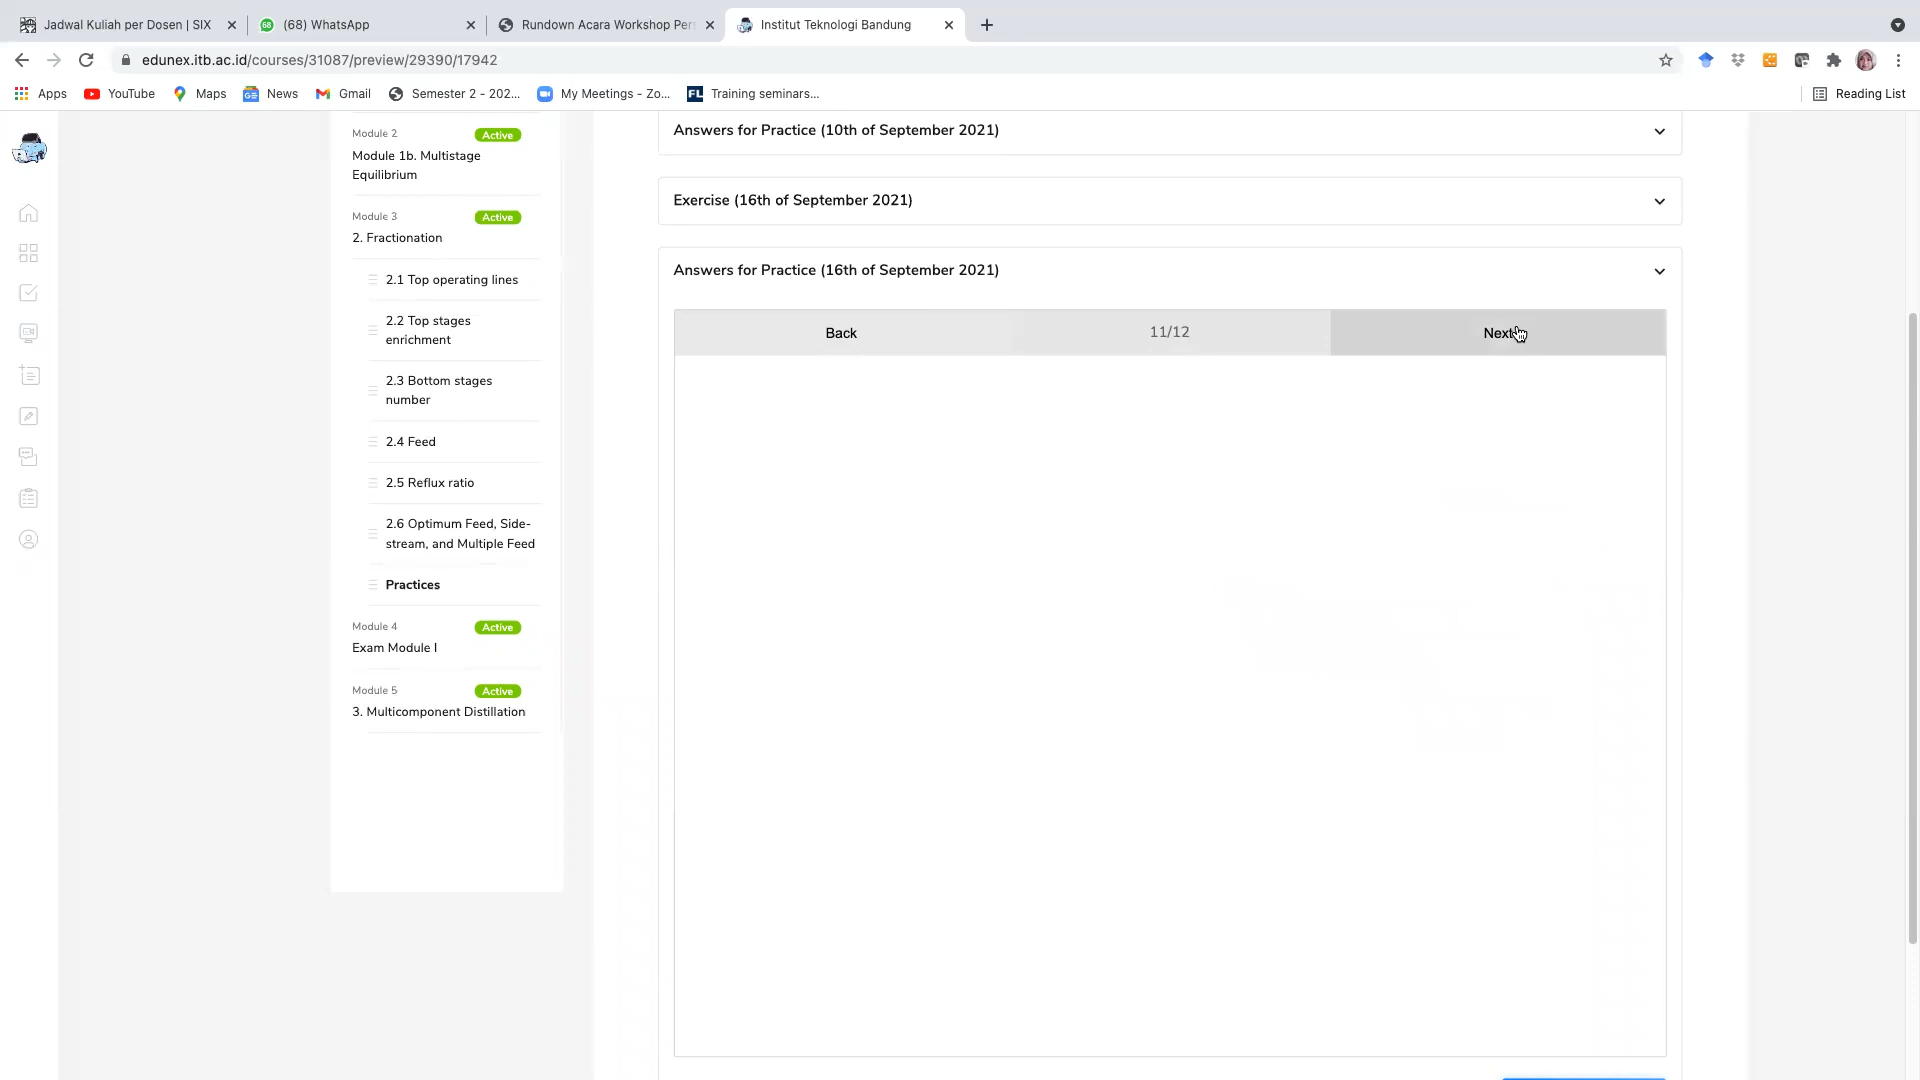 Jadwal Kuliah per Dosen | SIX
68
(68) WhatsApp
Rundown Acara Workshop Per
Institut Teknologi Bandung
edunex.itb.ac.id/courses/31087/preview/29390/17942
Apps
YouTube
Maps
News
Gmail
Semester 2 - 202...
My Meetings - Zo...
FL
Training seminars...
Reading List
Module 2
Active
Module 1b. Multistage
Equilibrium
Module 3
Active
2. Fractionation
2.1 Top operating lines
2.2 Top stages
enrichment
2.3 Bottom stages
number
2.4 Feed
2.5 Reflux ratio
2.6 Optimum Feed, Side-
stream, and Multiple Feed
Practices
Module 4
Active
Exam Module I
Module 5
Active
3. Multicomponent Distillation
Answers for Practice (10th of September 2021)
Exercise (16th of September 2021)
Answers for Practice (16th of September 2021)
Back
11/12
Next